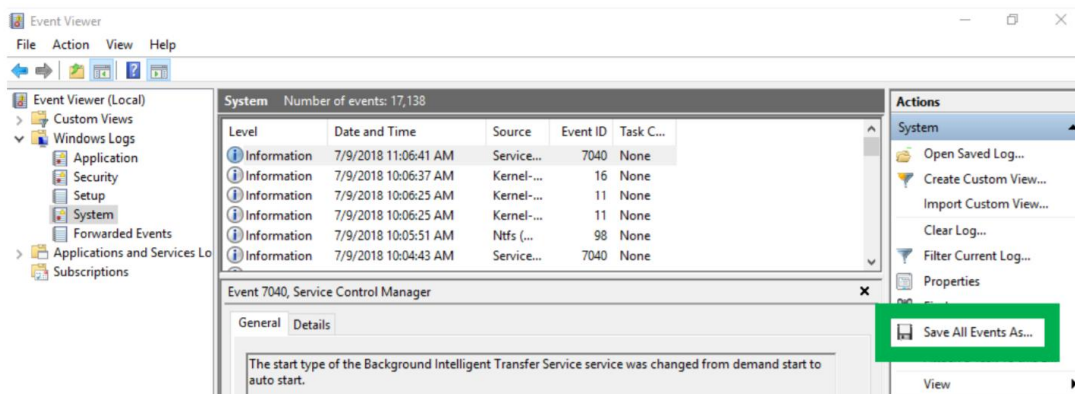 Event Viewer
File Action View Help
Event Viewer (Local)
Custom Views
Windows Logs
Application
Security
Setup
System
Forwarded Events
Applications and Services Lo
Subscriptions
System Number of events: 17,138
Level Date and Time Source Event ID Task C...
Information 7/9/2018 11:06:41 AM Service... 7040 None
Information 7/9/2018 10:06:37 AM Kernel-... 16 None
Information 7/9/2018 10:06:25 AM Kernel-... 11 None
Information 7/9/2018 10:06:25 AM Kernel-... 11 None
Information 7/9/2018 10:05:51 AM Ntfs (... 98 None
Information 7/9/2018 10:04:43 AM Service... 7040 None
Event 7040, Service Control Manager
General Details
The start type of the Background Intelligent Transfer Service service was changed from demand start to
auto start.
Actions
System
Open Saved Log...
Create Custom View...
Import Custom View...
Clear Log...
Filter Current Log...
Properties
Save All Events As...
View